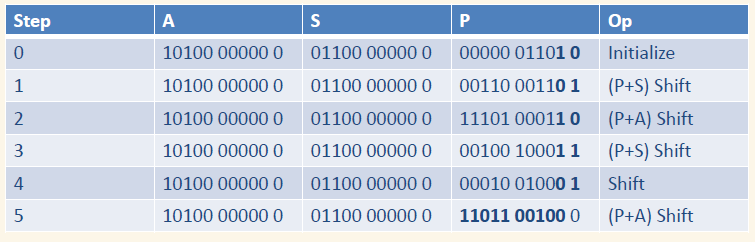 Step A S P Op
0 10100 00000 0 01100 00000 0 00000 01101 0 Initialize
1 10100 00000 0 01100 00000 0 00110 00110 1 (P+S) Shift
2 10100 00000 0 01100 00000 0 11101 00011 0 (P+A) Shift
3 10100 00000 0 01100 00000 0 00100 10001 1 (P+S) Shift
4 10100 00000 0 01100 00000 0 00010 01000 1 Shift
5 10100 00000 0 01100 00000 0 11011 00100 0 (P+A) Shift